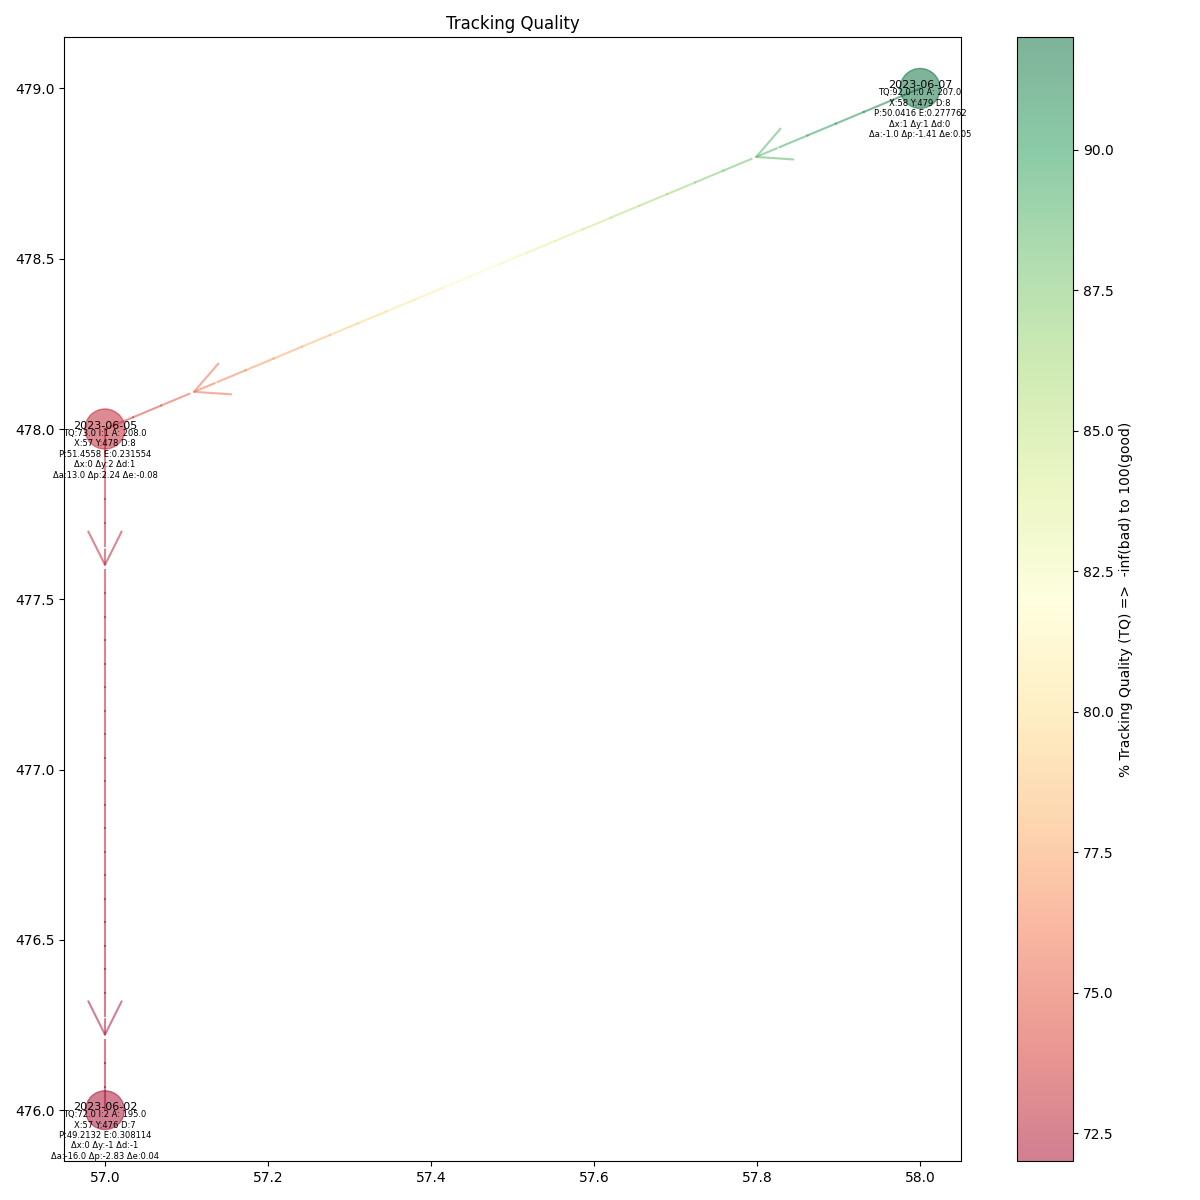 Tracking Quality
479.0
478.5
478.0
477.5
477.0
476.5
476.0
57.0
57.2
57.4
57.6
57.8
58.0
2023-06-07
TQ:92.0 I:0 A: 207.0
X:58 Y:479 D:8
P:50.0416 E:0.277762
Δx:1 Δy:1 Δd:0
Δa:-1.0 Δp:-1.41 Δe:0.05
2023-06-05
TQ:73.0 I:1 A: 208.0
X:57 Y:478 D:8
P:51.4558 E:0.231554
Δx:0 Δy:2 Δd:1
Δa:13.0 Δp:2.24 Δe:-0.08
2023-06-02
TQ:72.0 I:2 A: 195.0
X:57 Y:476 D:7
P:49.2132 E:0.308114
Δx:0 Δy:-1 Δd:-1
Δa:-16.0 Δp:-2.83 Δe:0.04
90.0
87.5
85.0
82.5
80.0
77.5
75.0
72.5
% Tracking Quality (TQ) => -inf(bad) to 100(good)